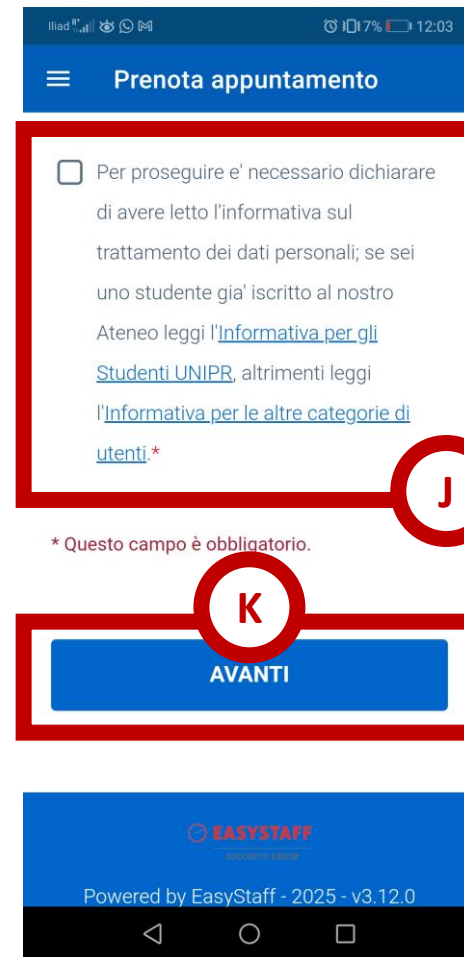 Iliad 7% 12:03
Prenota appuntamento
Per proseguire e' necessario dichiarare
di avere letto l'informativa sul
trattamento dei dati personali; se sei
uno studente gia' iscritto al nostro
Ateneo leggi l'Informativa per gli
Studenti UNIPR, altrimenti leggi
l'Informativa per le altre categorie di
utenti.*
J
* Questo campo è obbligatorio.
K
AVANTI
EASYSTAFF
ZUCCHETTI GROUP
Powered by EasyStaff - 2025 - v3.12.0